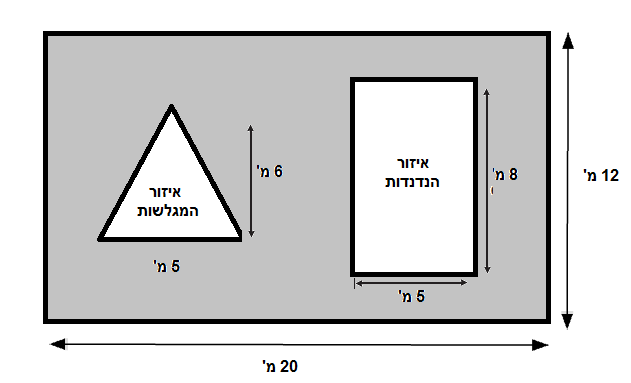 איזור
הנדנדות
8 מ'
5 מ'
איזור
המגלשות
6 מ'
5 מ'
12 מ'
20 מ'